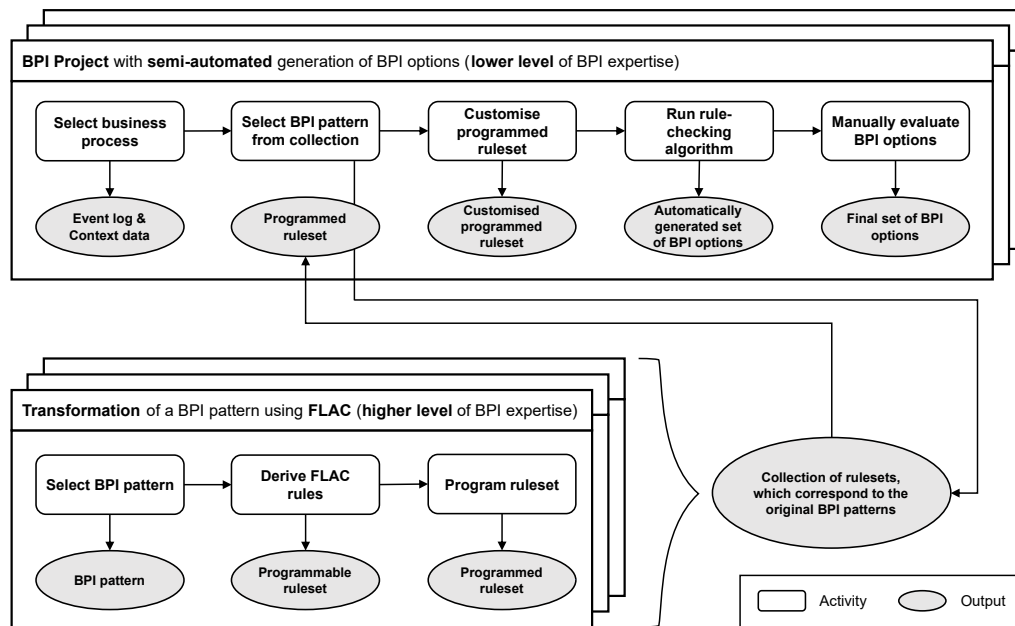 BPI Project with semi-automated generation of BPI options (lower level of BPI expertise)
Select business
process
Select BPI pattern
from collection
Customise
programmed
ruleset
Run rule-
checking
algorithm
Manually evaluate
BPI options
Event log &
Context data
Programmed
ruleset
Customised
programmed
ruleset
Automatically
generated set
of BPI options
Final set of BPI
options
Transformation of a BPI pattern using FLAC (higher level of BPI expertise)
Select BPI pattern
Derive FLAC
rules
Program ruleset
BPI pattern
Programmable
ruleset
Programmed
ruleset
Collection of rulesets,
which correspond to the
original BPI patterns
Activity
Output